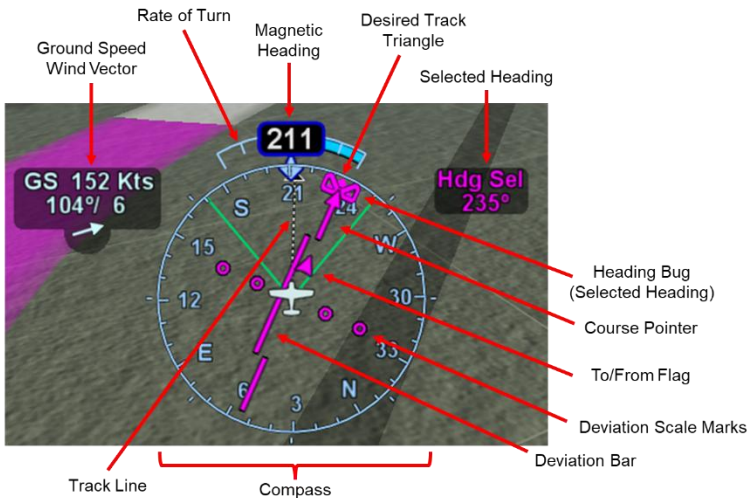 Rate of Turn
Magnetic
Heading
Desired Track
Triangle
Ground Speed
Wind Vector
Selected Heading
211
GS 152 Kts
104º/ 6
Hdg Sel
235º
21
24
S
W
15
12
30
E
33
6
3
N
Heading Bug
(Selected Heading)
Course Pointer
To/From Flag
Deviation Scale Marks
Deviation Bar
Track Line
Compass